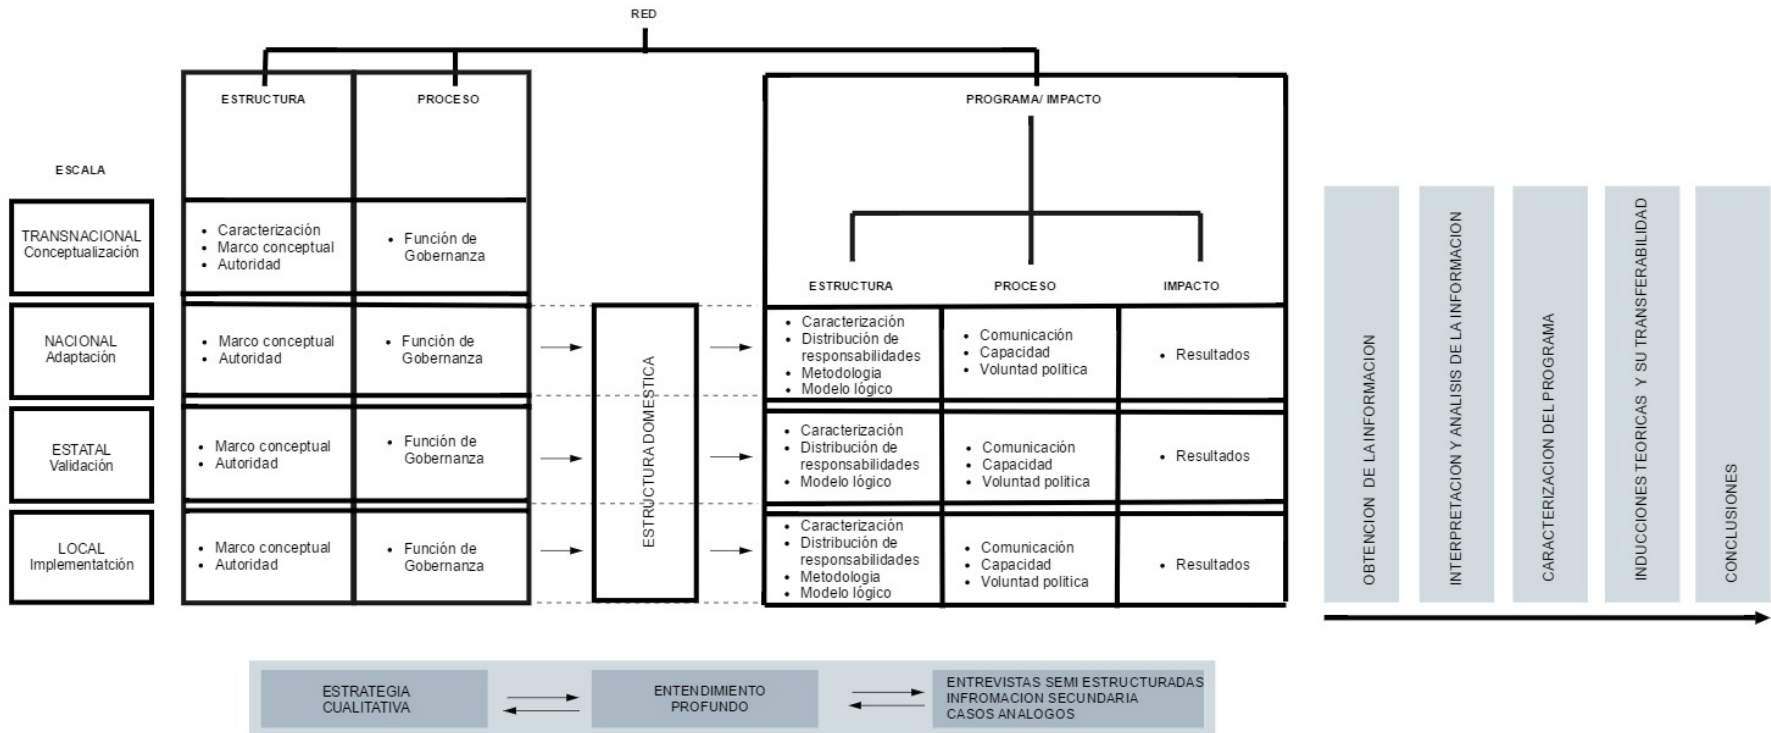 RED
ESTRUCTURA
PROCESO
PROGRAMA/ IMPACTO
ESCALA
TRANSNACIONAL
Conceptualización
• Caracterización
• Marco conceptual
• Autoridad
• Función de
Gobernanza
ESTRUCTURA
PROCESO
IMPACTO
NACIONAL
Adaptación
• Marco conceptual
• Autoridad
• Función de
Gobernanza
• Caracterización
• Distribución de
responsabilidades
• Metodologia
• Modelo lógico
• Comunicación
• Capacidad
• Voluntad politica
• Resultados
ESTATAL
Validación
• Marco conceptual
• Autoridad
• Función de
Gobernanza
• Caracterización
• Distribución de
responsabilidades
• Modelo lógico
• Comunicación
• Capacidad
• Voluntad politica
• Resultados
LOCAL
Implementatción
• Marco conceptual
• Autoridad
• Función de
Gobernanza
• Caracterización
• Distribución de
responsabilidades
• Metodologia
• Modelo lógico
• Comunicación
• Capacidad
• Voluntad politica
• Resultados
ESTRUCTURA DOMESTICA
OBTENCION DE LA INFORMACION
INTERPRETACION Y ANALISIS DE LA INFORMACION
CARACTERIZACION DEL PROGRAMA
INDUCCIONES TEORICAS Y SU TRANSFERABILIDAD
CONCLUSIONES
ESTRATEGIA
CUALITATIVA
ENTENDIMIENTO
PROFUNDO
ENTREVISTAS SEMI ESTRUCTURADAS
INFROMACION SECUNDARIA
CASOS ANALOGOS